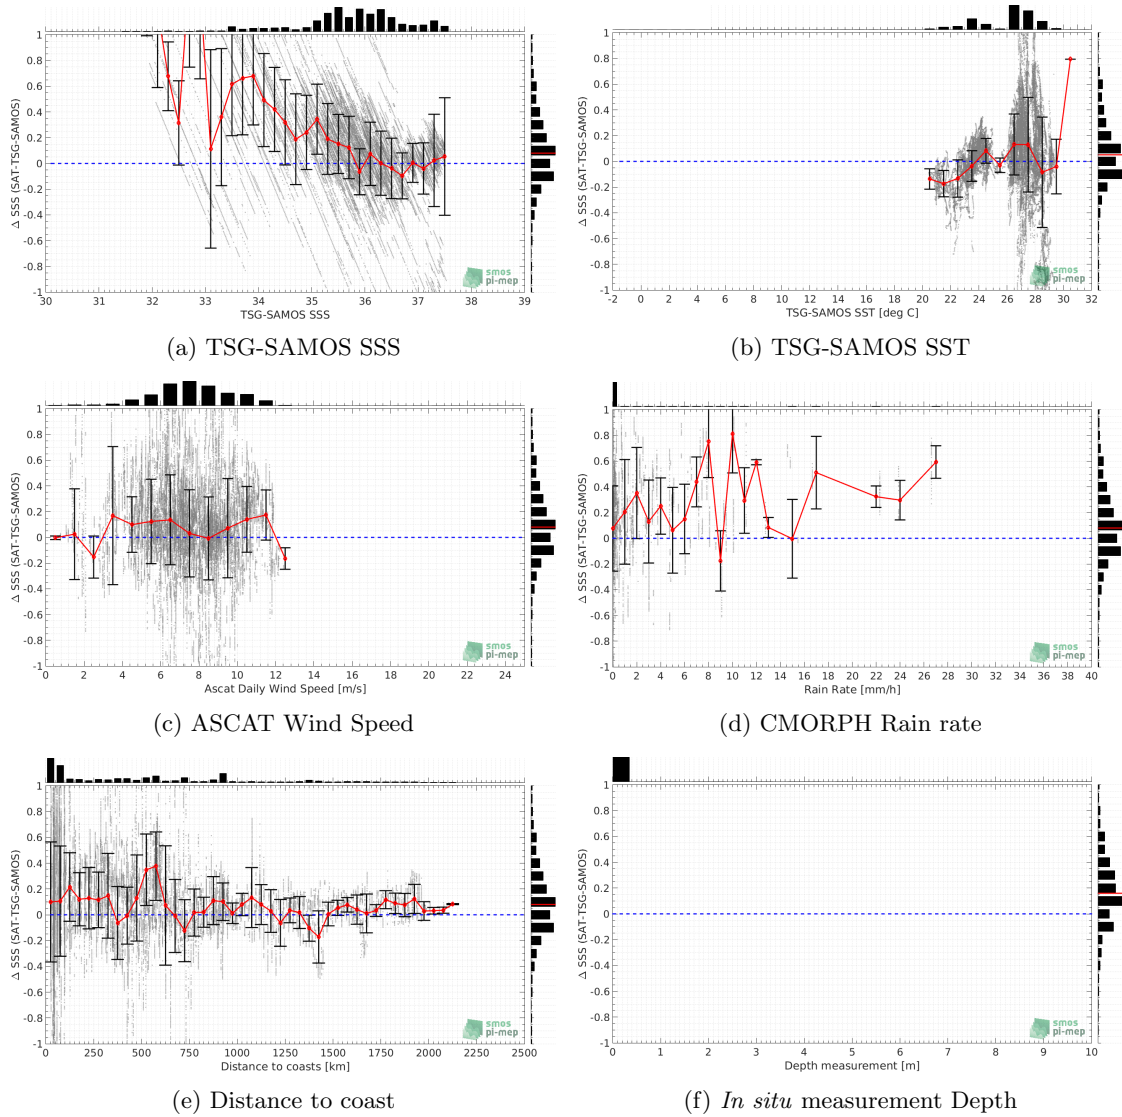 Δ SSS (SAT-TSG-SAMOS)
1
0.8
0.6
0.4
0.2
0
0.2
0.4
0.6
0.8
-1
30 31 32 33 34 35 36 37 38 39
TSG-SAMOS SSS
smos
pi-mep
(a) TSG-SAMOS SSS
Δ SSS (SAT-TSG-SAMOS)
1
0.8
0.6
0.4
0.2
0
0.2
0.4
0.6
0.8
-1
-2 0 2 4 6 8 10 12 14 16 18 20 22 24 26 28 30 32
TSG-SAMOS SST [deg C]
smos
pi-mep
(b) TSG-SAMOS SST
Δ SSS (SAT-TSG-SAMOS)
1
0.8
0.6
0.4
0.2
0
0.2
0.4
0.6
0.8
-1
0 2 4 6 8 10 12 14 16 18 20 22 24
Ascat Daily Wind Speed [m/s]
smos
pi-mep
(c) ASCAT Wind Speed
Δ SSS (SAT-TSG-SAMOS)
1
0.8
0.6
0.4
0.2
0
0.2
0.4
0.6
0.8
-1
0 2 4 6 8 10 12 14 16 18 20 22 24 26 28 30 32 34 36 38 40
Rain Rate [mm/h]
smos
pi-mep
(d) CMORPH Rain rate
Δ SSS (SAT-TSG-SAMOS)
1
0.8
0.6
0.4
0.2
0
0.2
0.4
0.6
0.8
-1
0 250 500 750 1000 1250 1500 1750 2000 2250 2500
Distance to coasts [km]
smos
pi-mep
(e) Distance to coast
Δ SSS (SAT-TSG-SAMOS)
1
0.8
0.6
0.4
0.2
0
0.2
0.4
0.6
0.8
-1
0 1 2 3 4 5 6 7 8 9 10
Depth measurement [m]
smos
pi-mep
(f) In situ measurement Depth